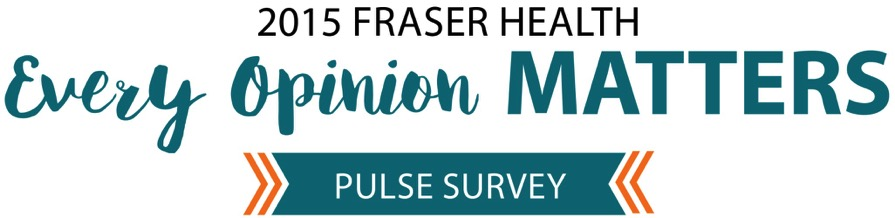 2015 FRASER HEALTH
Every Opinion MATTERS
PULSE SURVEY